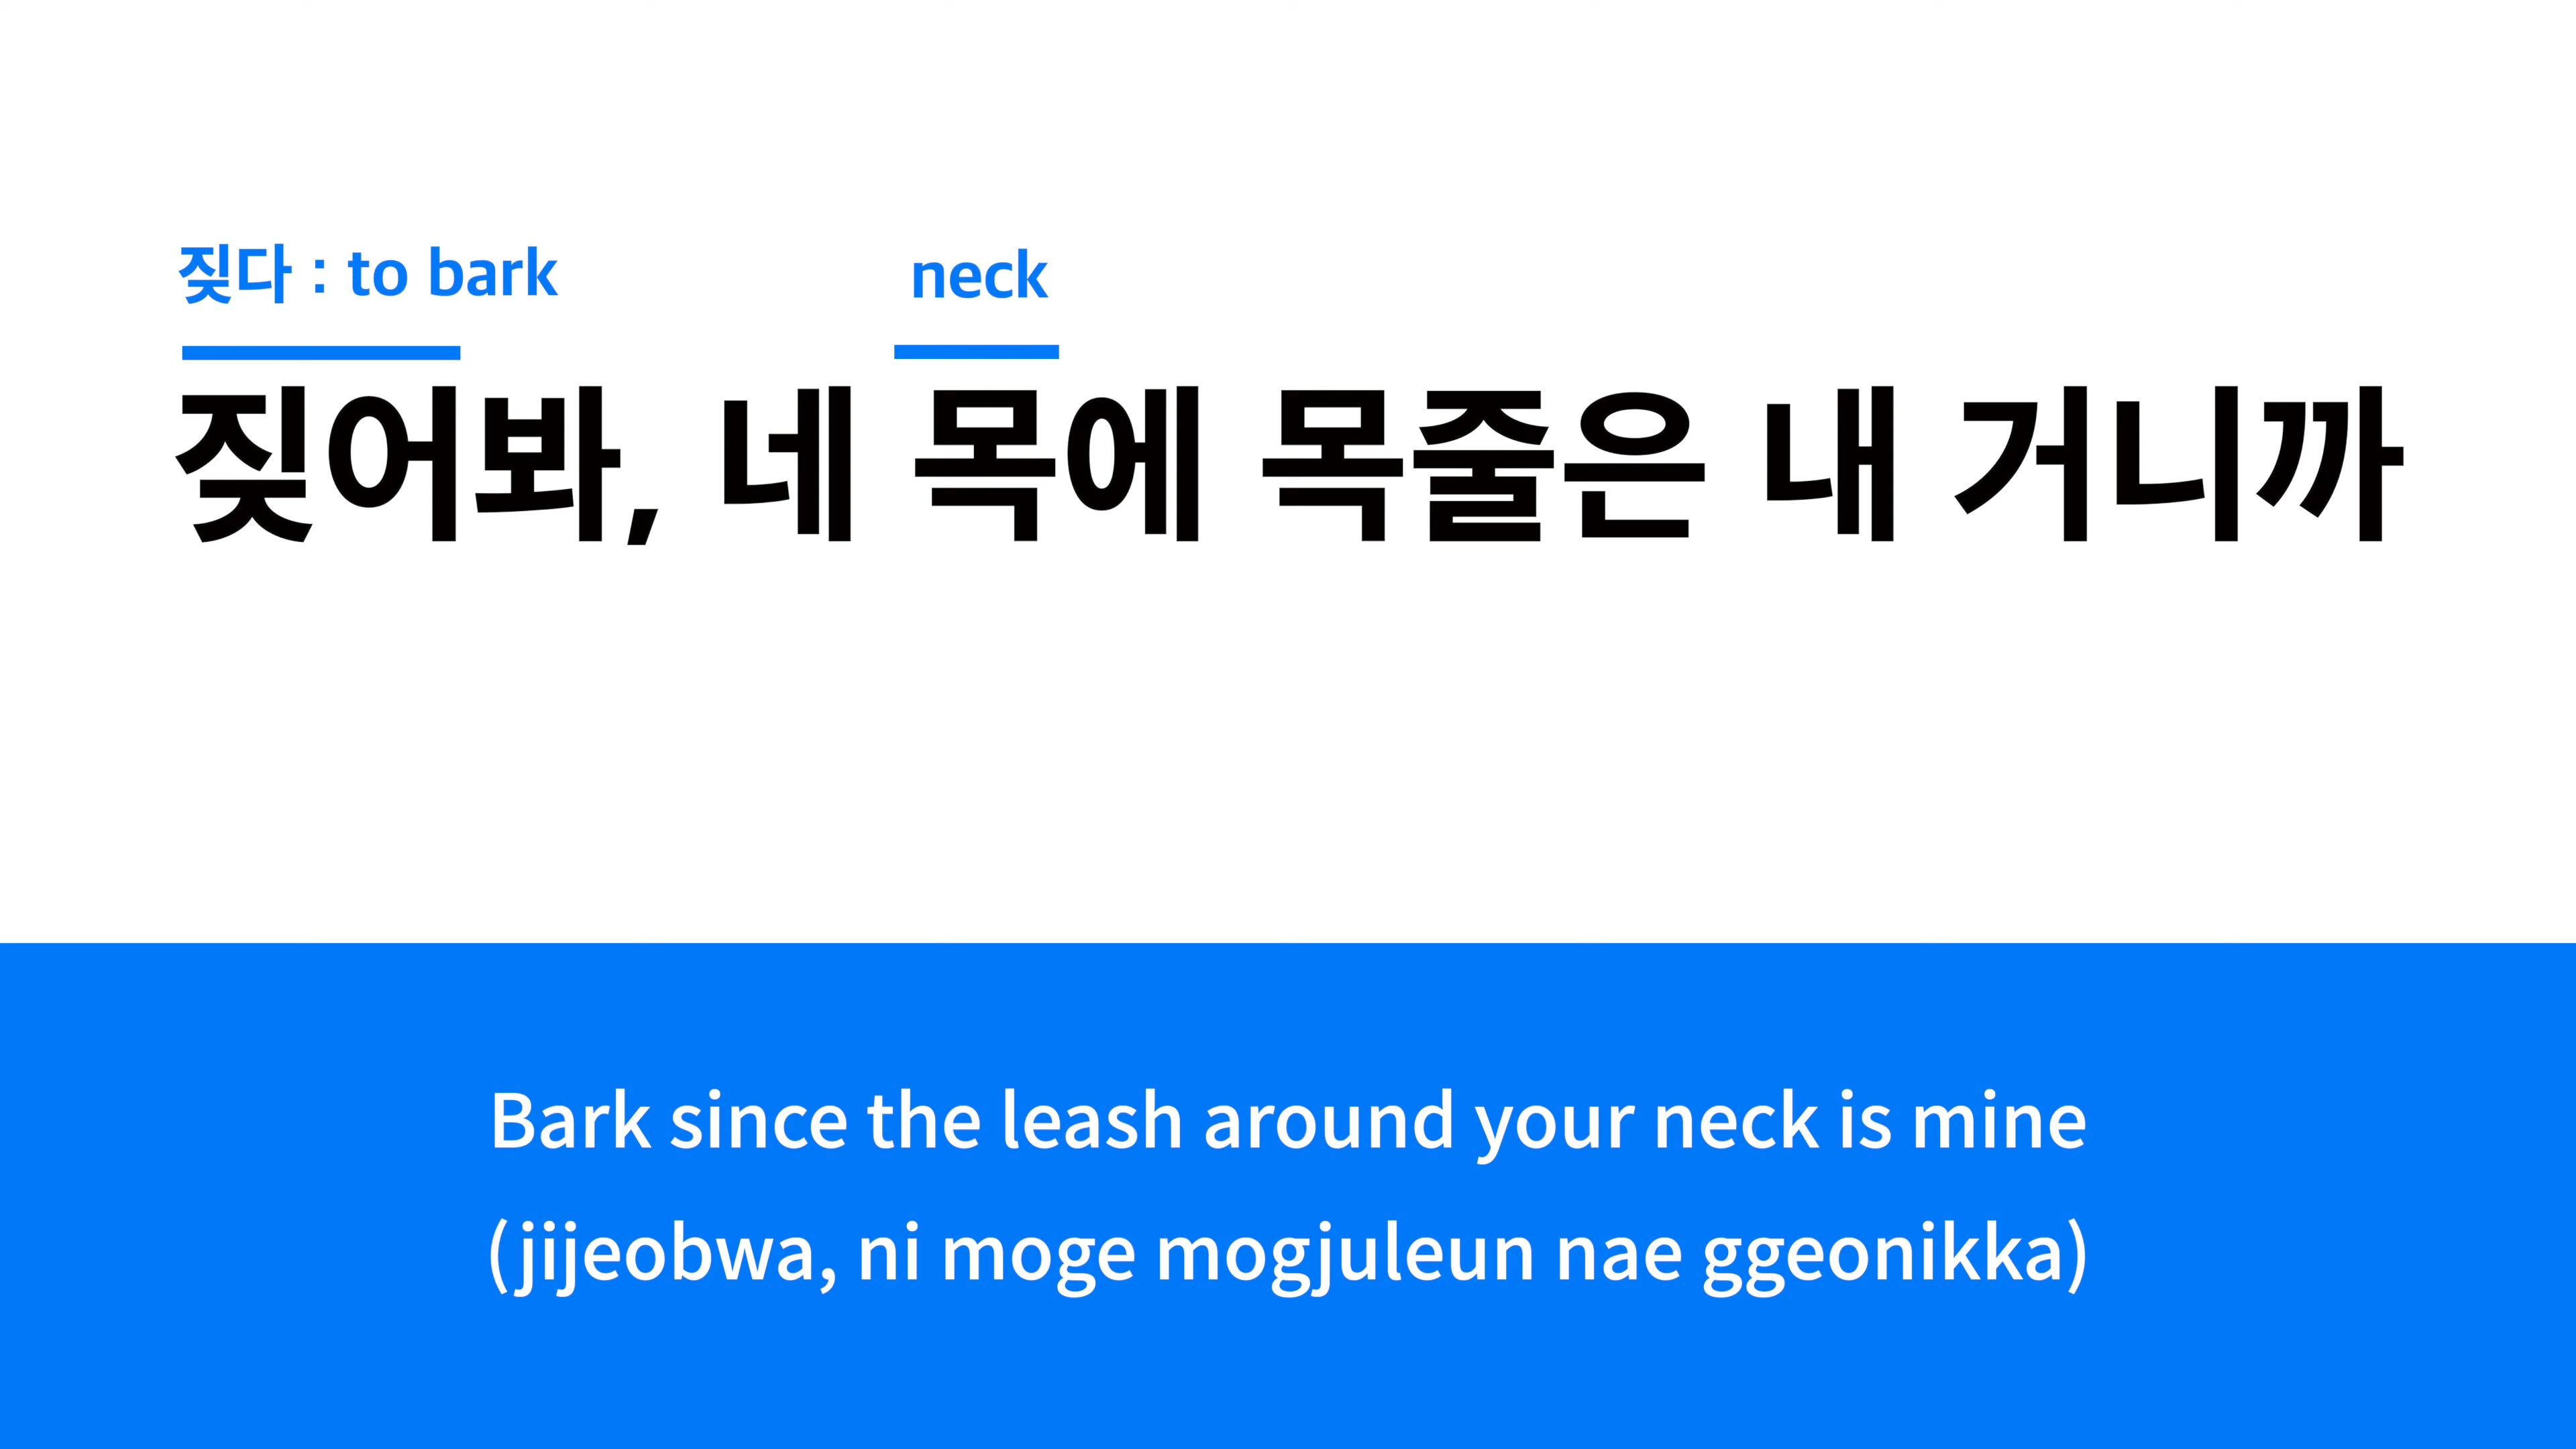 짖다 : to bark
neck
짖어봐, 네 목에 목줄은 내 거니까
Bark since the leash around your neck is mine
(jijeobwa, ni moge mogjuleun nae ggeonikka)